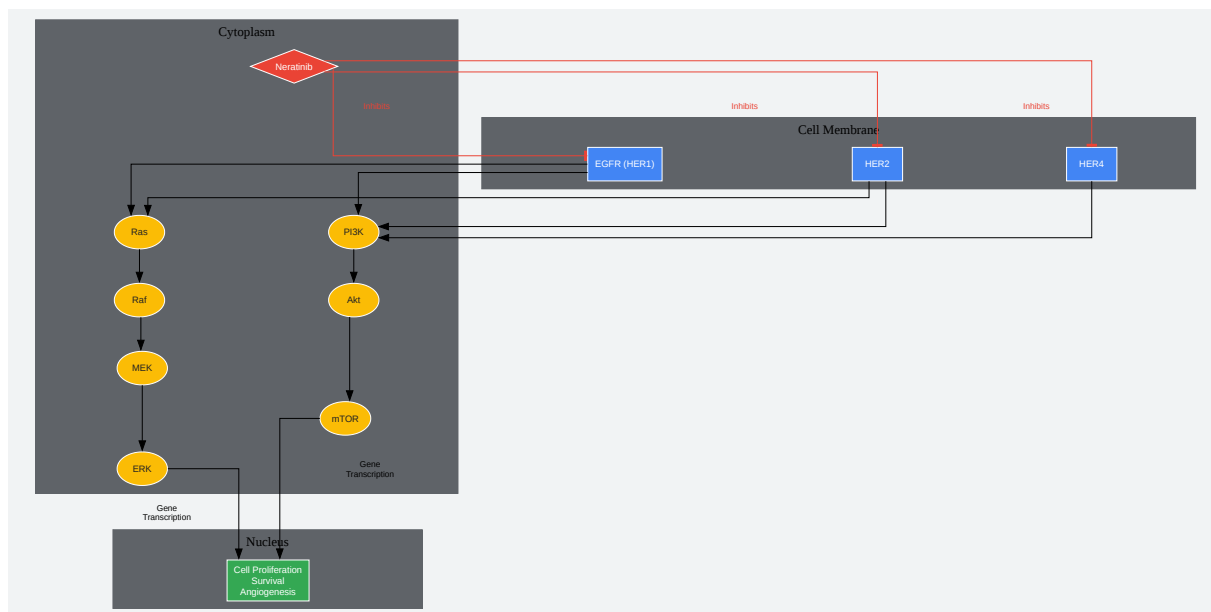 Cytoplasm
Neratinib
Inhibits
Inhibits
Inhibits
Cell Membrane
EGFR (HER1)
HER2
HER4
Ras
PI3K
Raf
Akt
MEK
mTOR
ERK
Gene
Transcription
Gene
Transcription
Nucleus
Cell Proliferation
Survival
Angiogenesis